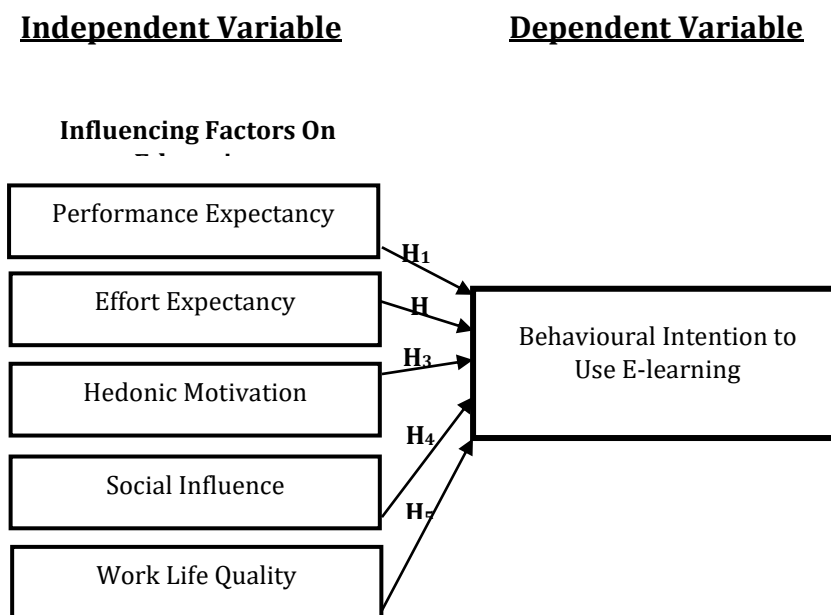 Independent Variable
Dependent Variable
Influencing Factors On
Performance Expectancy
H1
Effort Expectancy
H
Behavioural Intention to
Use E-learning
H3
Hedonic Motivation
H4
Social Influence
H5
Work Life Quality